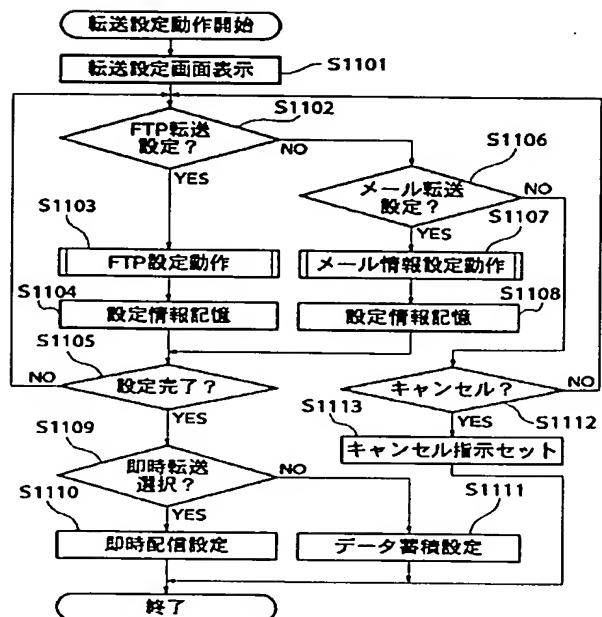 転送設定動作開始
転送設定画面表示
S1101
S1102
FTP転送
設定？
NO
YES
S1106
メール転送
設定？
NO
YES
S1103
FTP設定動作
S1107
メール情報設定動作
S1104
設定情報記憶
S1108
設定情報記憶
S1105
設定完了？
NO
YES
キャンセル？
NO
YES
S1112
S1113
キャンセル指示セット
S1109
即時転送
選択？
NO
YES
S1110
即時配信設定
S1111
データ蓄積設定
終了